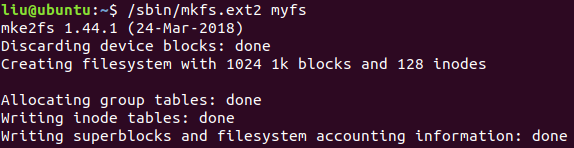 liu@ubuntu:~$ /sbin/mkfs.ext2 myfs
mke2fs 1.44.1 (24-Mar-2018)
Discarding device blocks: done
Creating filesystem with 1024 1k blocks and 128 inodes

Allocating group tables: done
Writing inode tables: done
Writing superblocks and filesystem accounting information: done